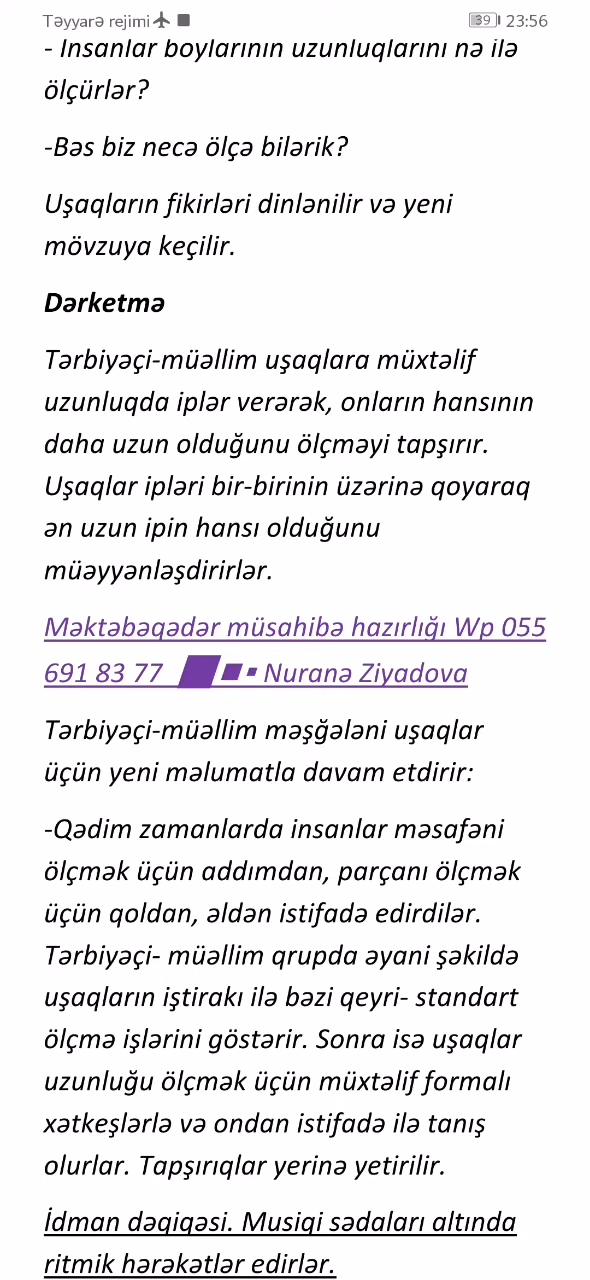 Təyyarə rejimi 39 23:56
- İnsanlar boylarının uzunluqlarını nə ilə
ölçürlər?
-Bəs biz necə ölçə bilərik?
Uşaqların fikirləri dinlənilir və yeni
mövzuya keçilir.
Dərketmə
Tərbiyəçi-müəllim uşaqlara müxtəlif
uzunluqda iplər verərək, onların hansının
daha uzun olduğunu ölçməyi tapşırır.
Uşaqlar ipləri bir-birinin üzərinə qoyaraq
ən uzun ipin hansı olduğunu
müəyyənləşdirirlər.
Məktəbəqədər müsahibə hazırlığı Wp 055
691 83 77 Nuranə Ziyadova
Tərbiyəçi-müəllim məşğələni uşaqlar
üçün yeni məlumatla davam etdirir:
-Qədim zamanlarda insanlar məsafəni
ölçmək üçün addımdan, parçanı ölçmək
üçün qoldan, əldən istifadə edirdilər.
Tərbiyəçi- müəllim qrupda əyani şəkildə
uşaqların iştirakı ilə bəzi qeyri- standart
ölçmə işlərini göstərir. Sonra isə uşaqlar
uzunluğu ölçmək üçün müxtəlif formalı
xətkeşlərlə və ondan istifadə ilə tanış
olurlar. Tapşırıqlar yerinə yetirilir.
İdman dəqiqəsi. Musiqi sədaları altında
ritmik hərəkətlər edirlər.